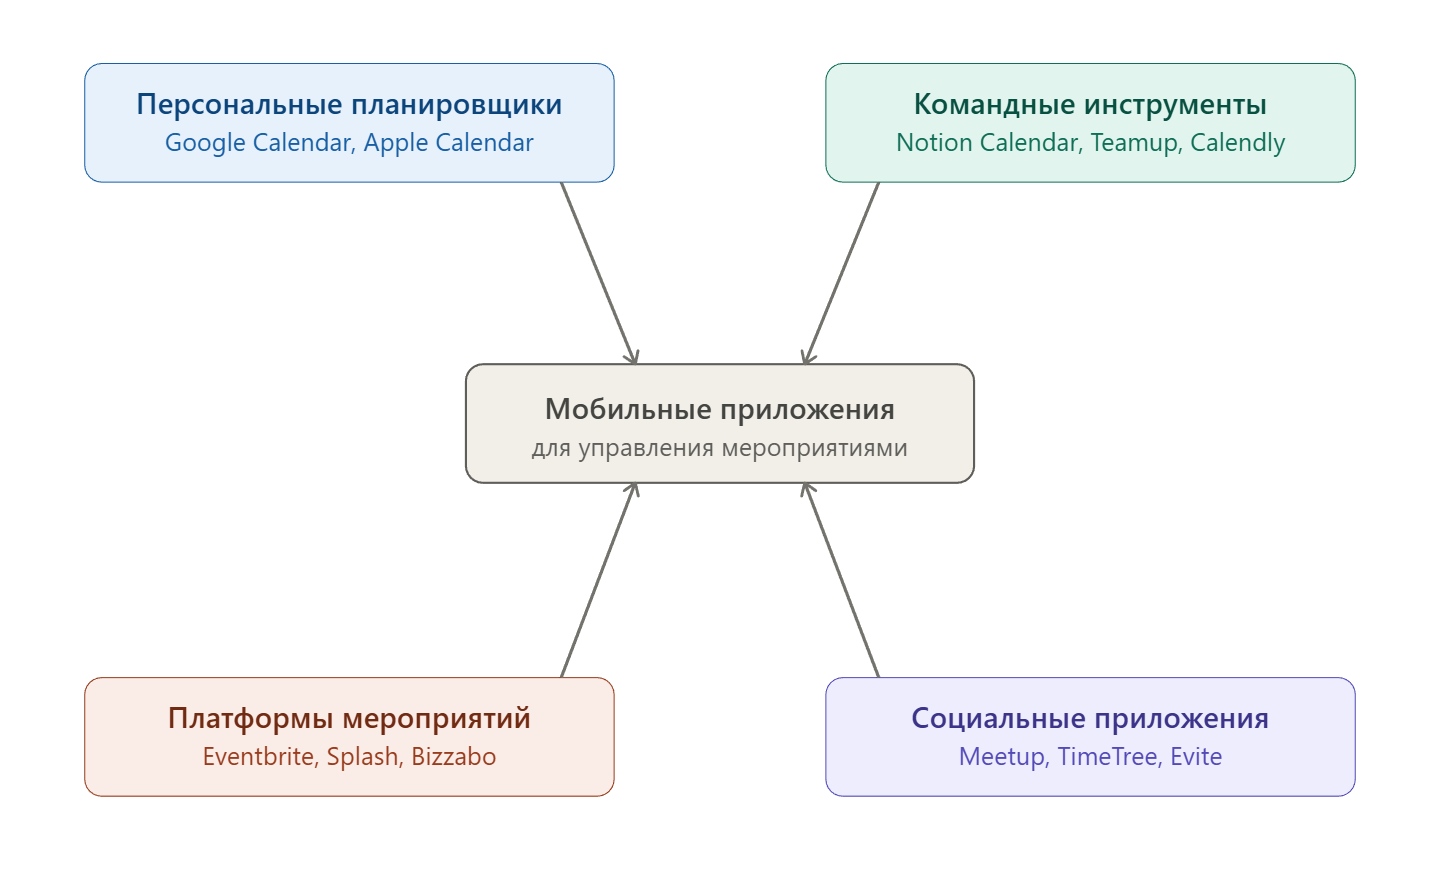 Персональные планировщики
Google Calendar, Apple Calendar
Командные инструменты
Notion Calendar, Teamup, Calendly
Мобильные приложения
для управления мероприятиями
Платформы мероприятий
Eventbrite, Splash, Bizzabo
Социальные приложения
Meetup, TimeTree, Evite